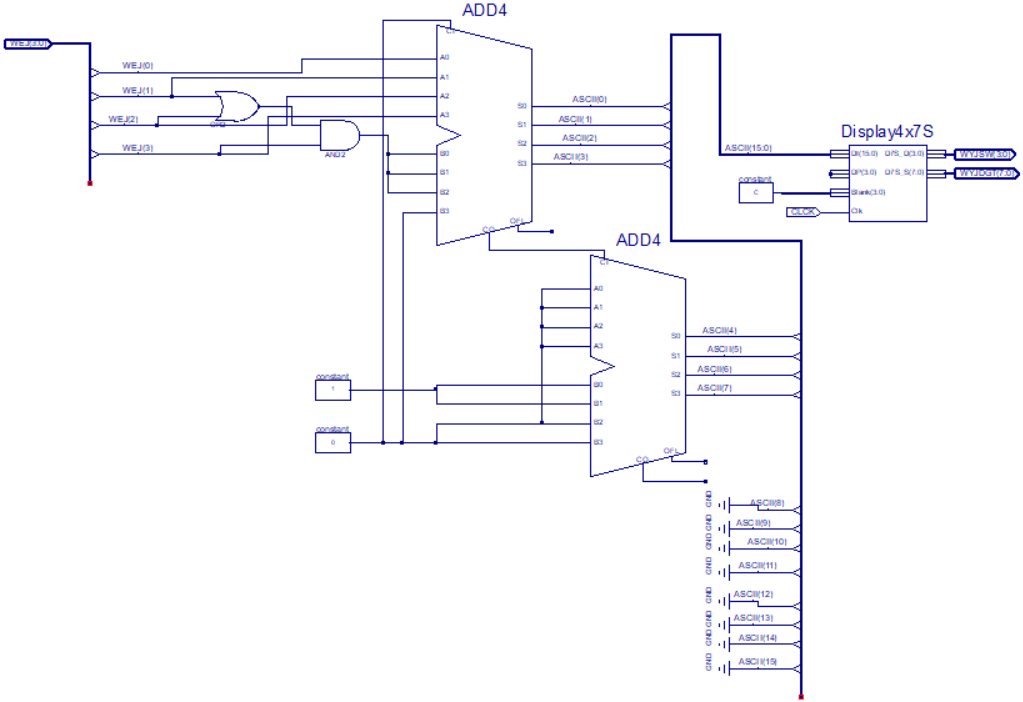 ADD4
WEJ(3:0)
CI
WEJ(0)
A0
WEJ(1)
A1
WEJ(2)
A2
OR2
A3
WEJ(3)
AND2
B0
B1
B2
B3
CO
OFL
S0
S1
S2
S3
ASCII(0)
ASCII(1)
ASCII(2)
ASCII(3)
ASCII(15:0)
Display4x7S
DI(15:0)
D7S_D(3:0)
WYJSW(3:0)
DP(3:0)
D7S_S(7:0)
WYJDGT(7:0)
constant
C
Blank(3:0)
CLCK
Clk
ADD4
CI
A0
A1
A2
A3
B0
B1
B2
B3
CO
OFL
S0
S1
S2
S3
ASCII(4)
ASCII(5)
ASCII(6)
ASCII(7)
constant
1
constant
0
GND
ASCII(8)
GND
ASCII(9)
GND
ASCII(10)
GND
ASCII(11)
GND
ASCII(12)
GND
ASCII(13)
GND
ASCII(14)
GND
ASCII(15)